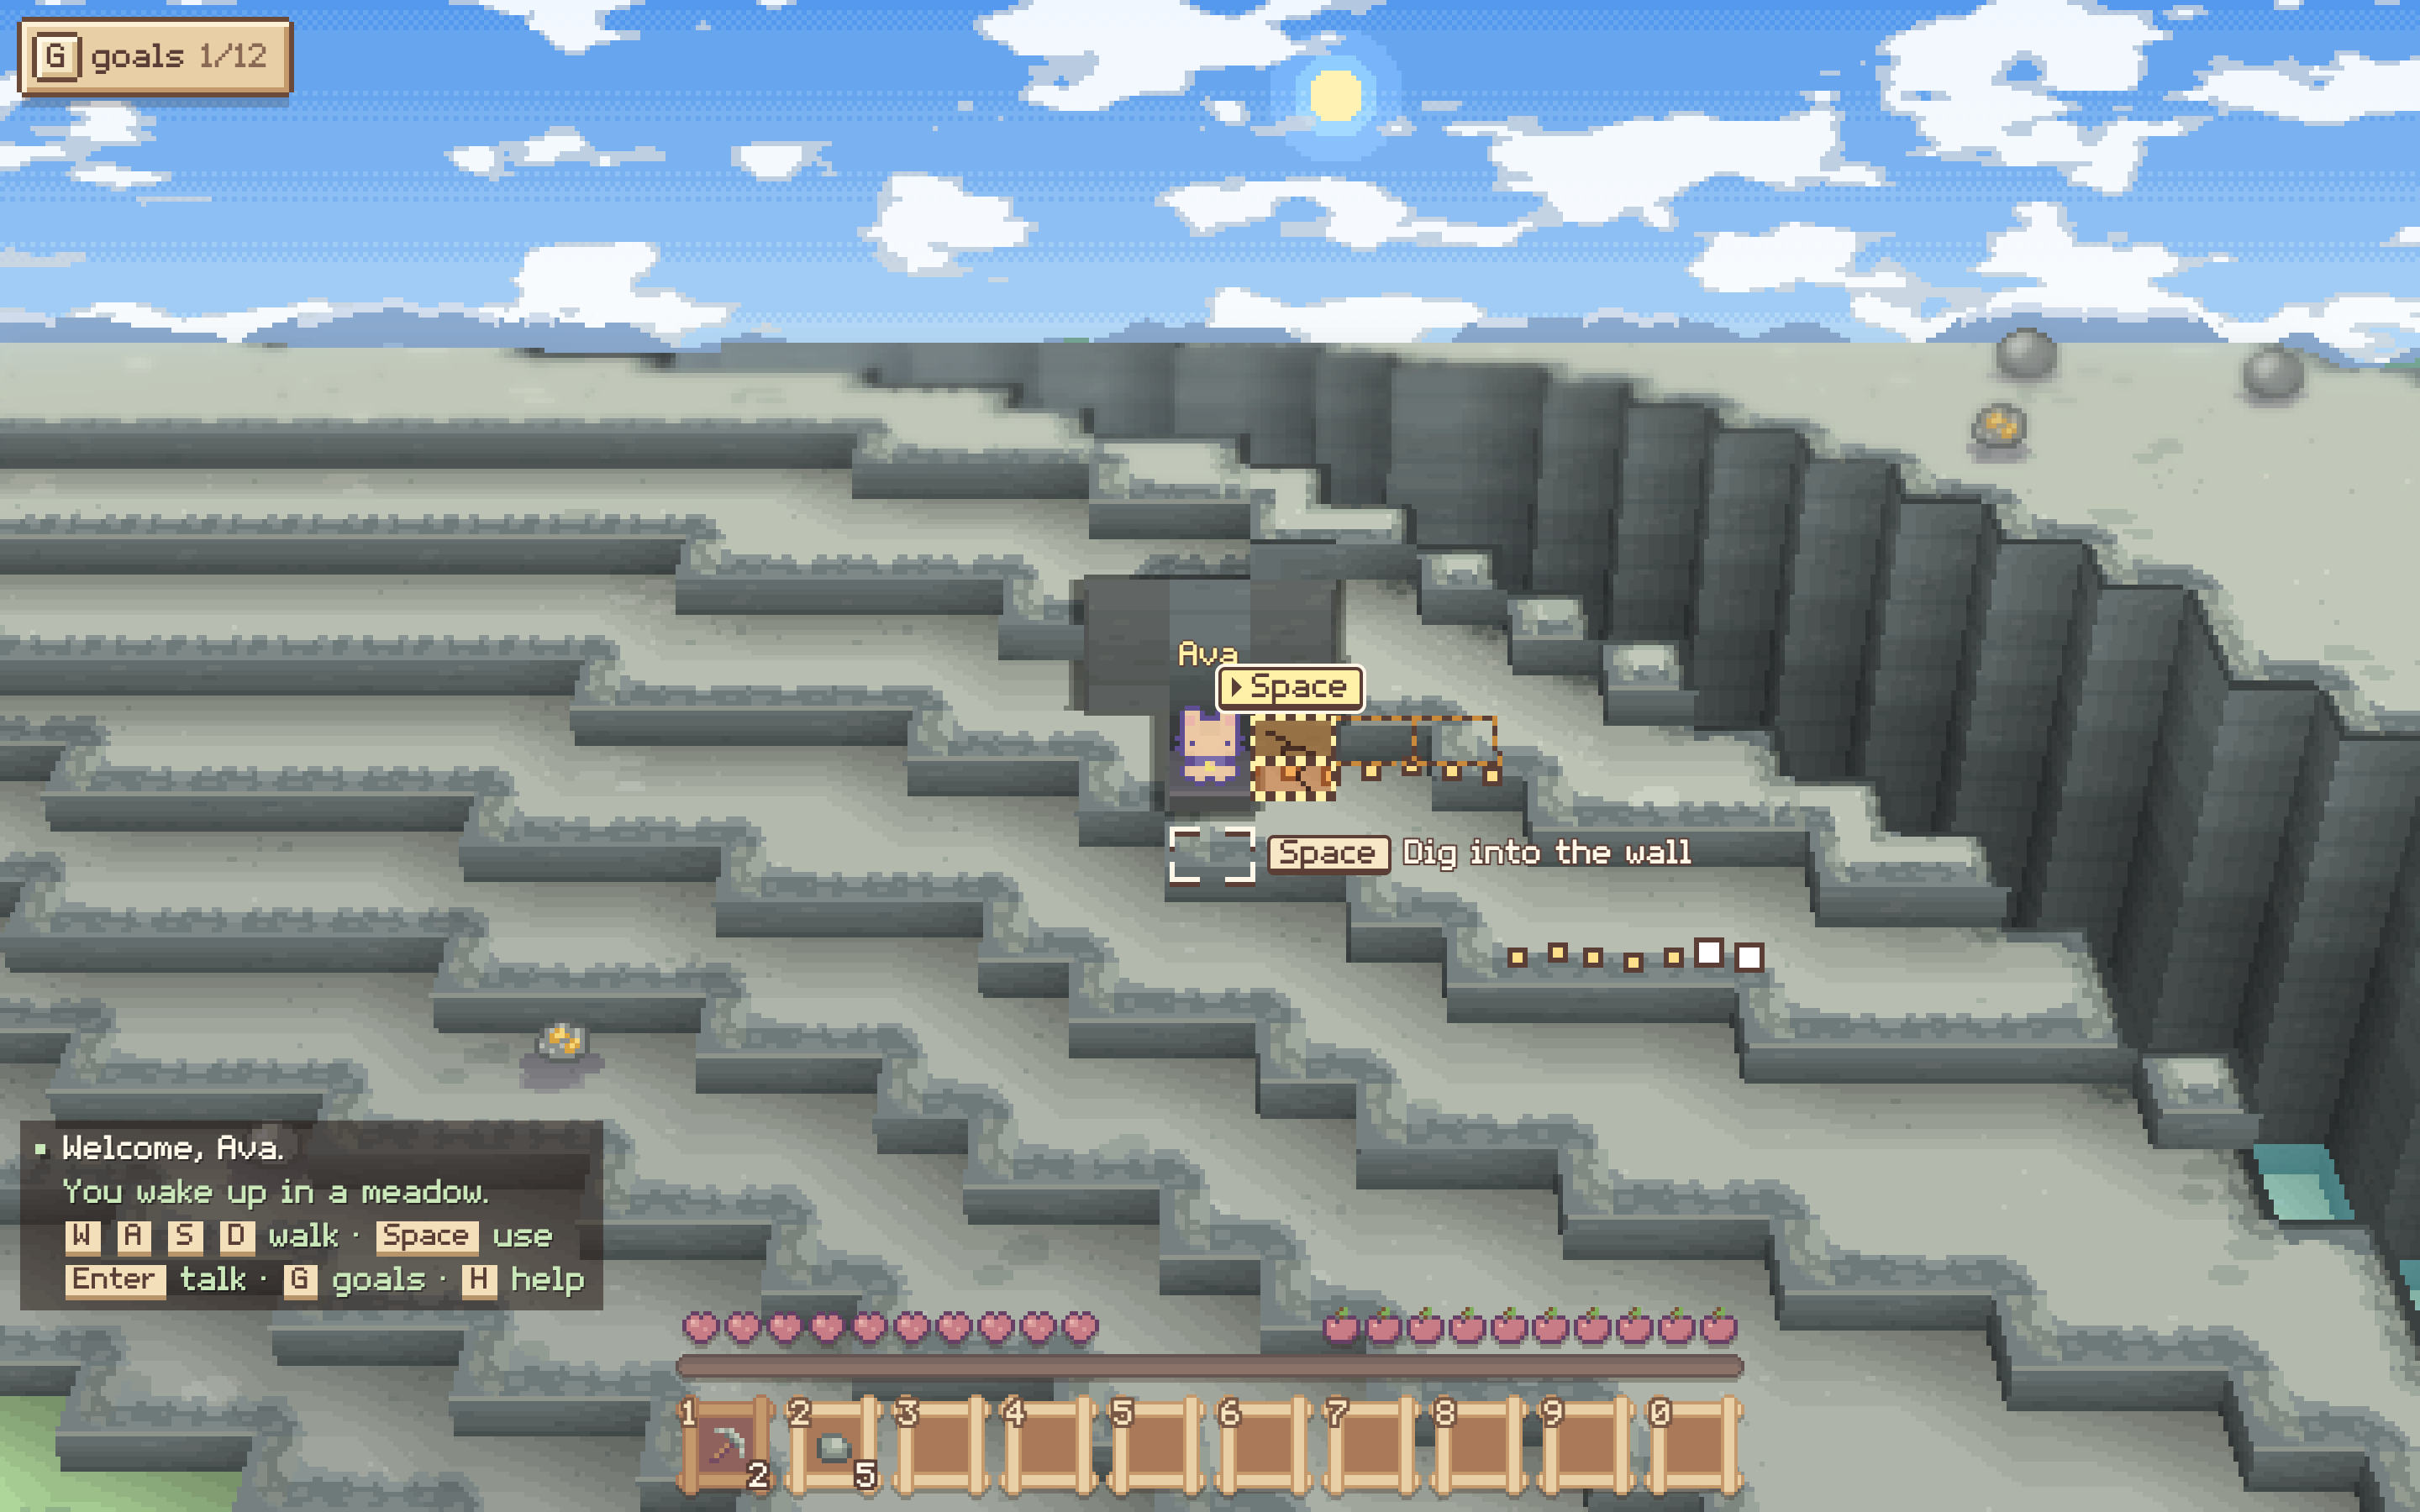 G goals 1/12
Ava
Space
Space Dig into the wall
Welcome, Ava.
You wake up in a meadow.
W A S D walk · Space use
Enter talk · G goals · H help
1 2 3 4 5 6 7 8 9 0
2 5